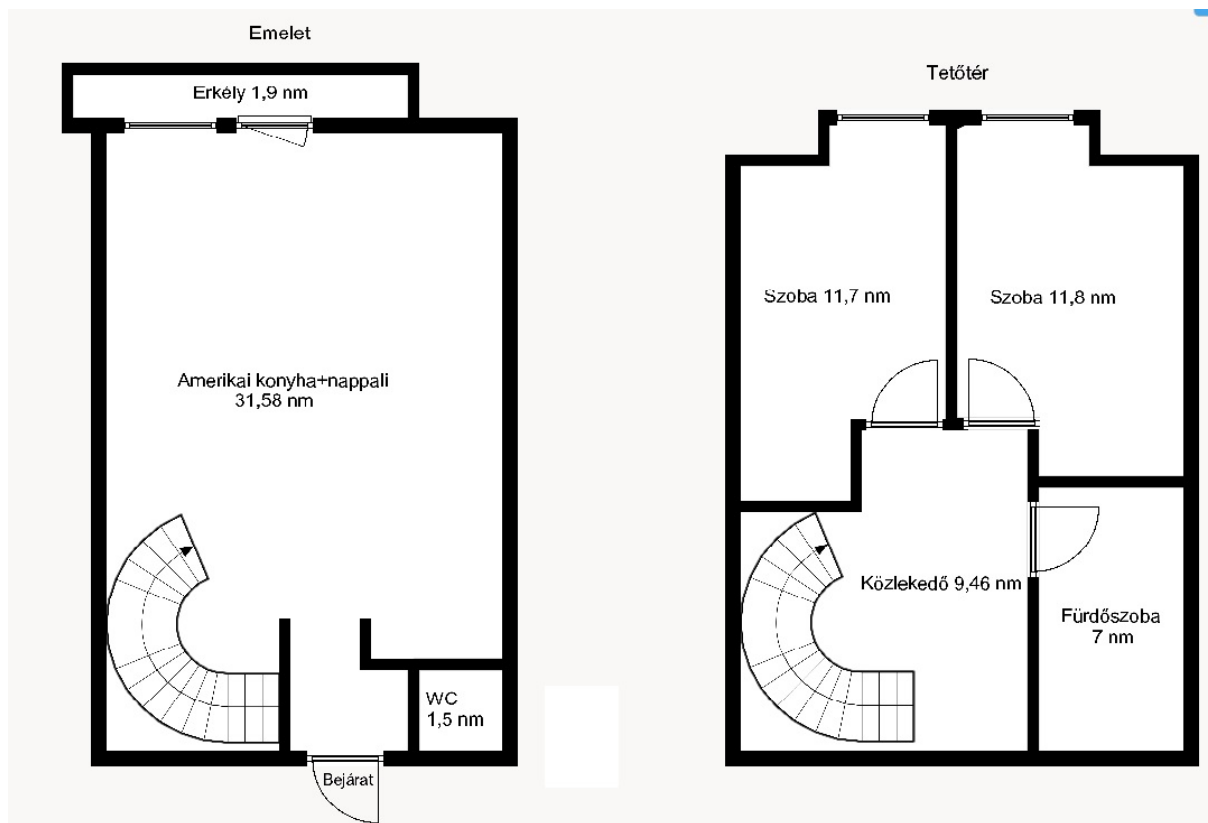 Emelet
Erkély 1,9 nm
Amerikai konyha+nappali
31,58 nm
WC
1,5 nm
Bejárat
Tetőtér
Szoba 11,7 nm
Szoba 11,8 nm
Közlekedő 9,46 nm
Fürdőszoba
7 nm